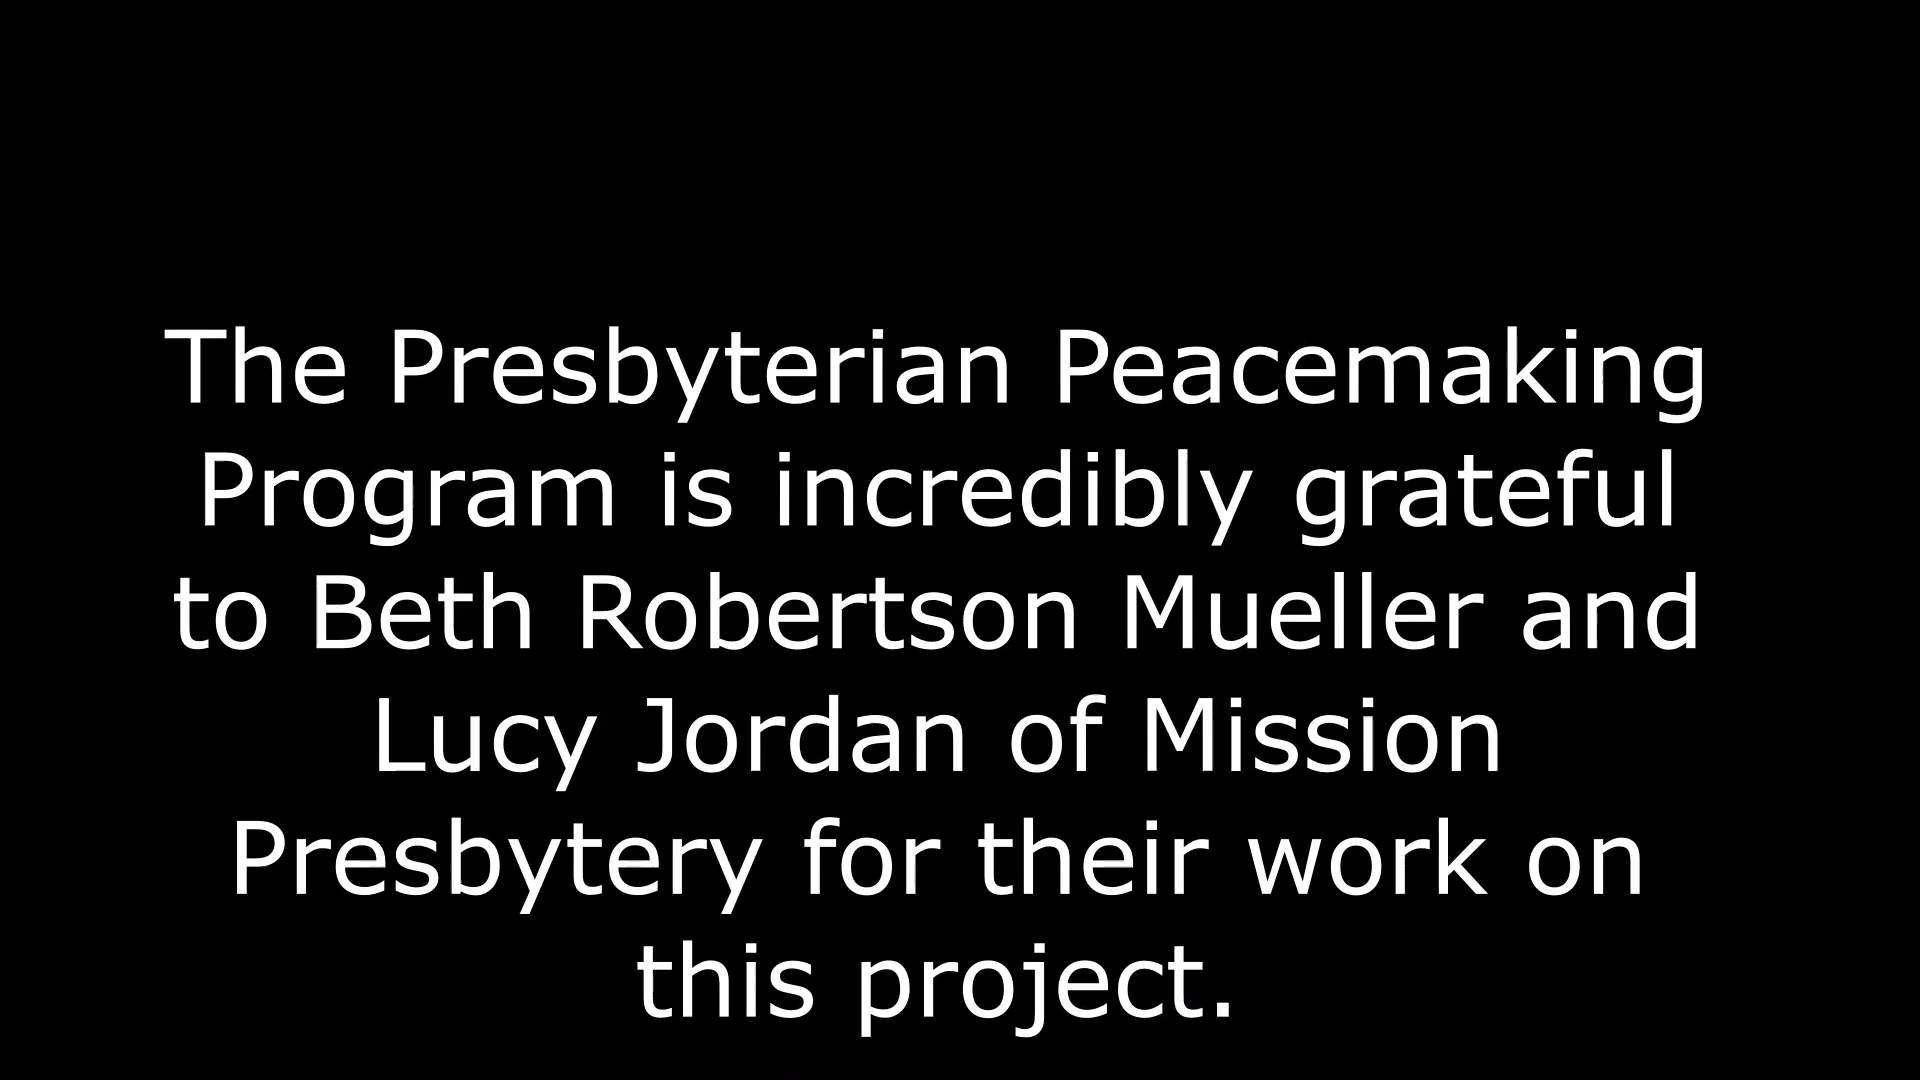 The Presbyterian Peacemaking
Program is incredibly grateful
to Beth Robertson Mueller and
Lucy Jordan of Mission
Presbytery for their work on
this project.